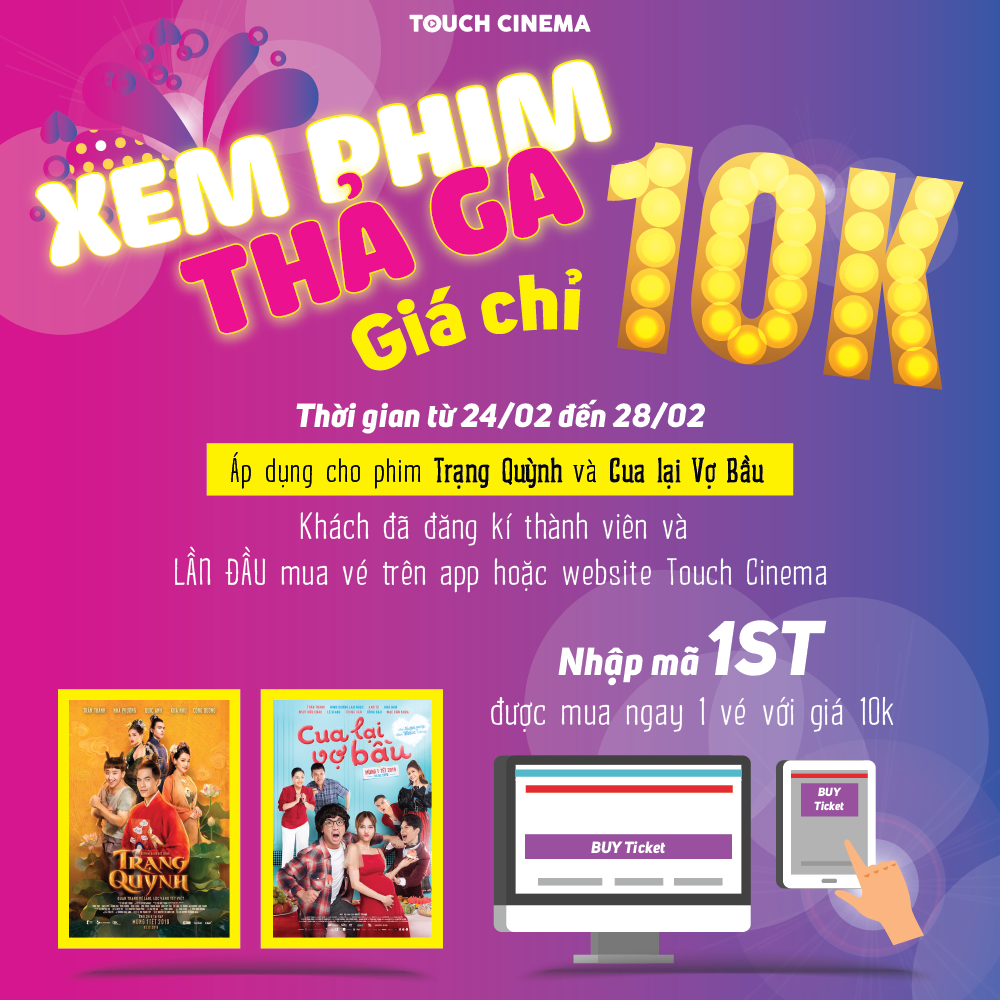 TOUCH CINEMA
XEM PHIM
THẢ GA
Giá chỉ
10K
Thời gian từ 24/02 đến 28/02
Áp dụng cho phim Trạng Quỳnh và Cua lại Vợ Bầu
Khách đã đăng kí thành viên và
LẦN ĐẦU mua vé trên app hoặc website Touch Cinema
Nhập mã 1ST
được mua ngay 1 vé với giá 10k
TRẠNG
QUỲNH
Cua lại
vợ bầu
BUY Ticket
BUY
Ticket